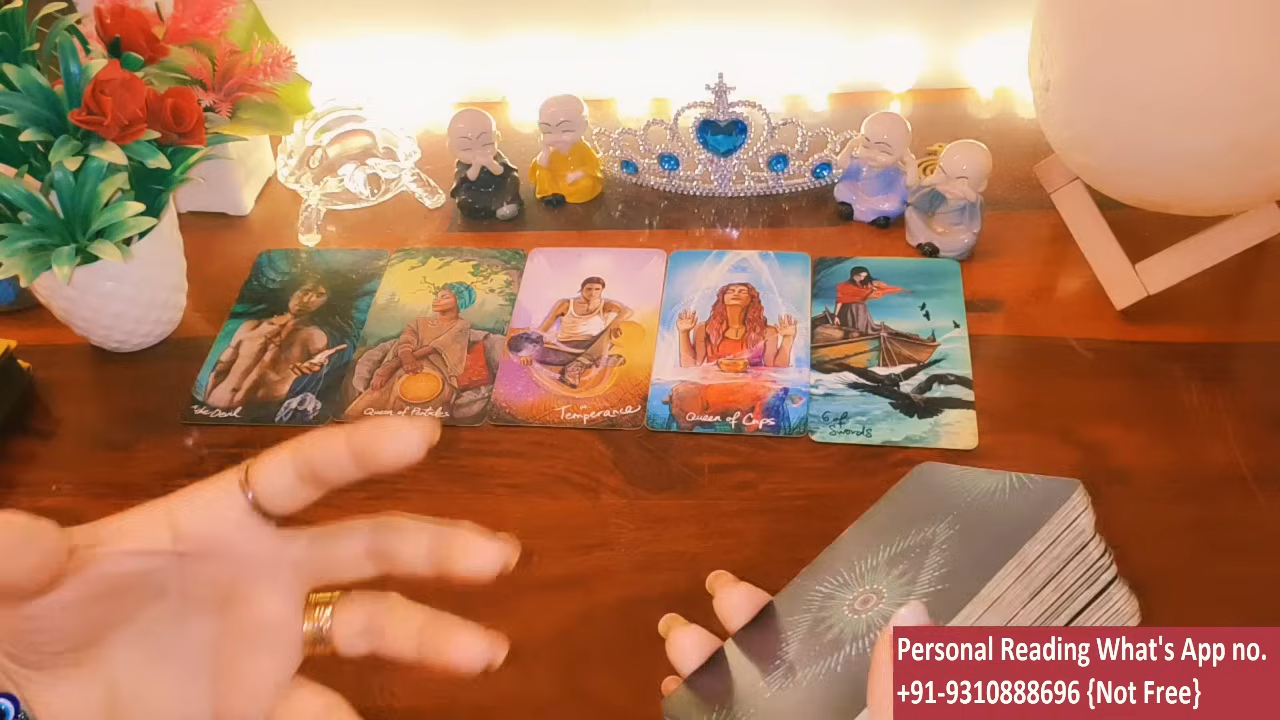 The Devil
Queen of Pentacles
Temperance
Queen of Cups
6 of
Swords
Personal Reading What's App no.
+91-9310888696 {Not Free}